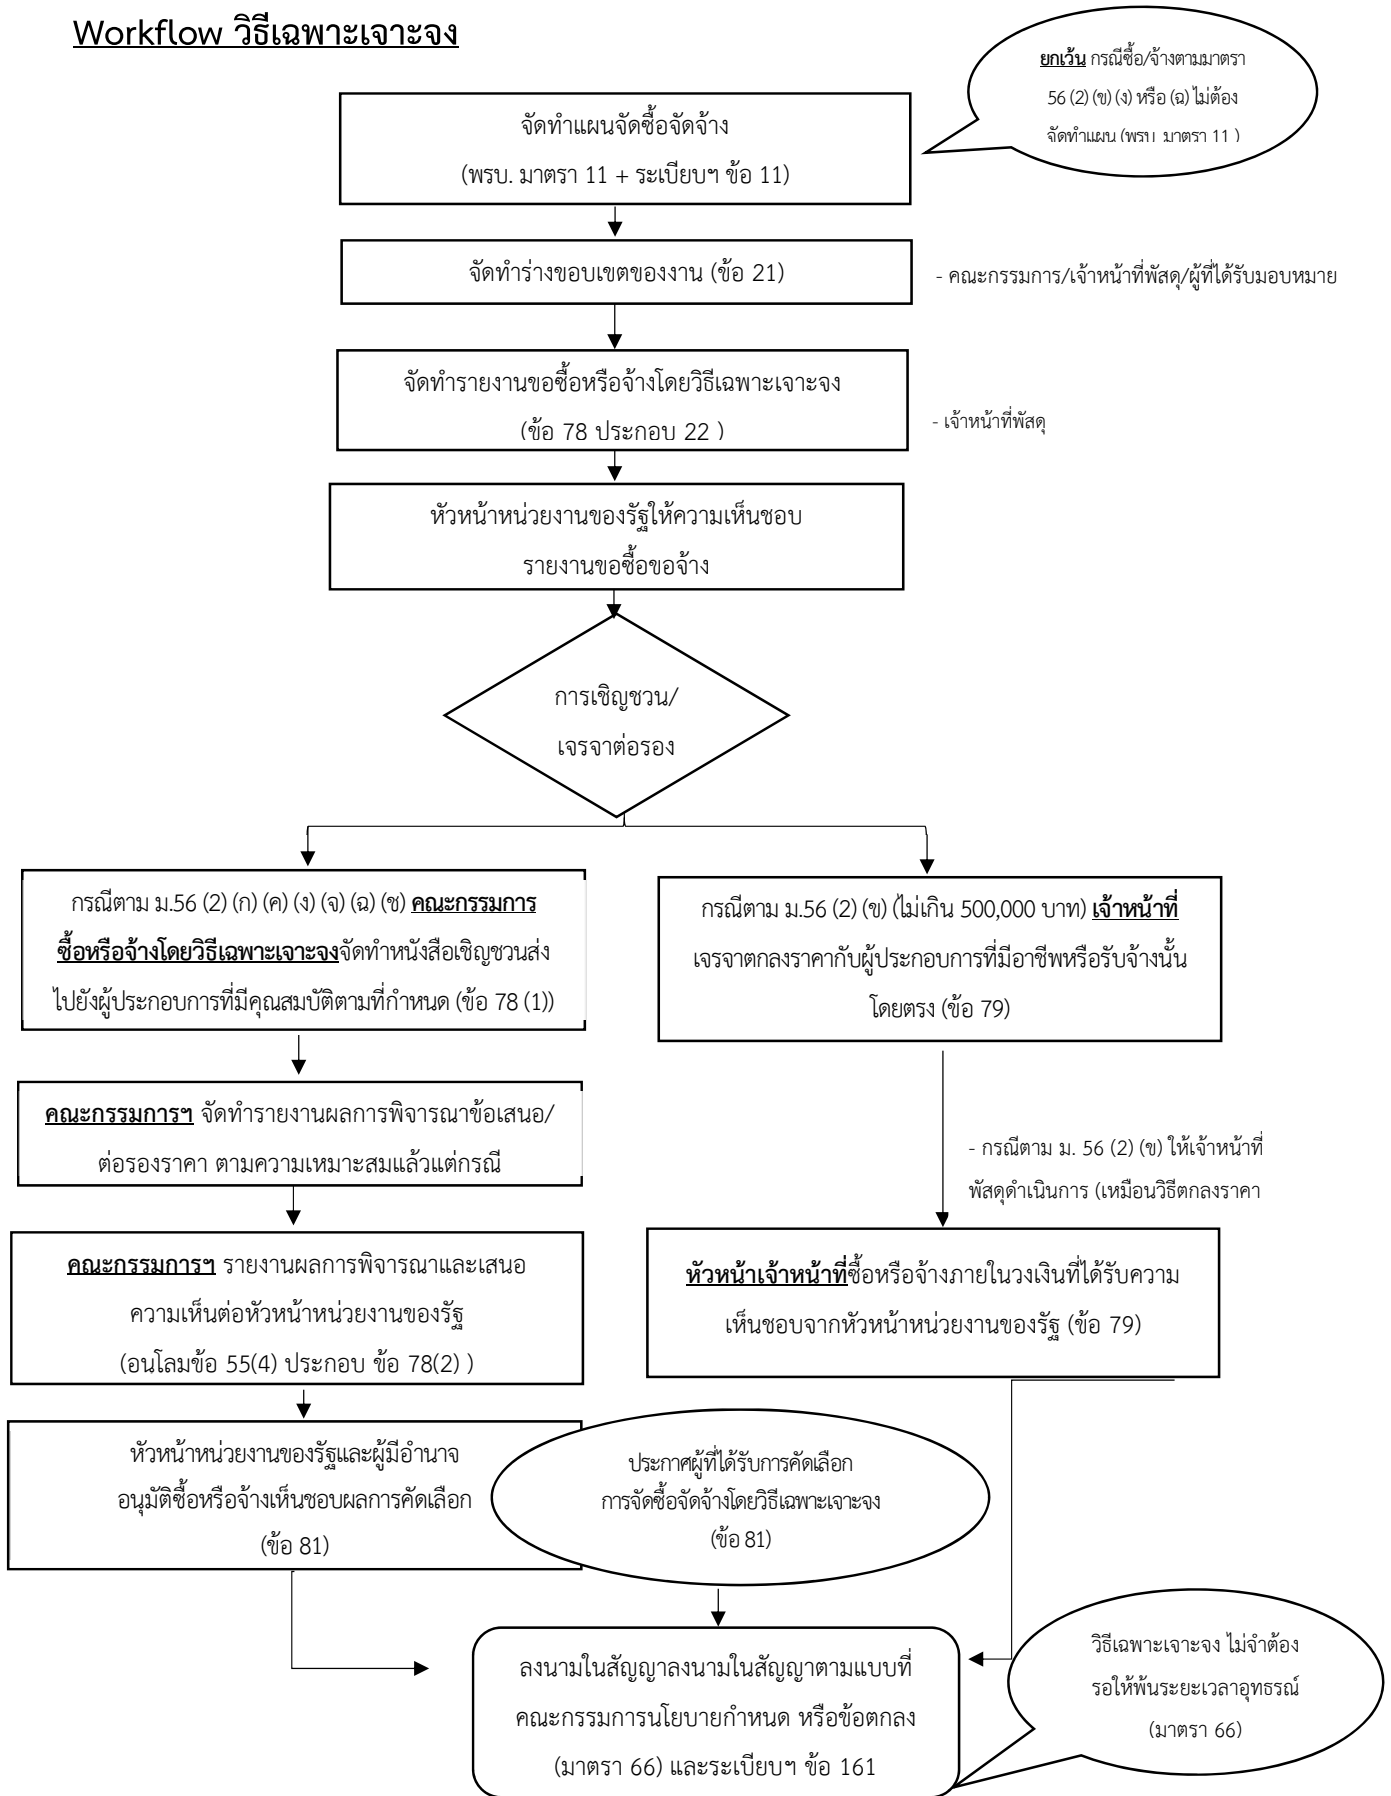 Workflow วิธีเฉพาะเจาะจง
ยกเว้น กรณีซื้อ/จ้างตามมาตรา
56 (2) (ข) (ง) หรือ (ฉ) ไม่ต้อง
จัดทำแผน (พรบ. มาตรา 11 )
จัดทำแผนจัดซื้อจัดจ้าง
(พรบ. มาตรา 11 + ระเบียบฯ ข้อ 11)
จัดทำร่างขอบเขตของงาน (ข้อ 21)
- คณะกรรมการ/เจ้าหน้าที่พัสดุ/ผู้ที่ได้รับมอบหมาย
จัดทำรายงานขอซื้อหรือจ้างโดยวิธีเฉพาะเจาะจง
(ข้อ 78 ประกอบ 22 )
- เจ้าหน้าที่พัสดุ
หัวหน้าหน่วยงานของรัฐให้ความเห็นชอบ
รายงานขอซื้อขอจ้าง
การเชิญชวน/
เจรจาต่อรอง
กรณีตาม ม.56 (2) (ก) (ค) (ง) (จ) (ฉ) (ช) คณะกรรมการ
ซื้อหรือจ้างโดยวิธีเฉพาะเจาะจงจัดทำหนังสือเชิญชวนส่ง
ไปยังผู้ประกอบการที่มีคุณสมบัติตามที่กำหนด (ข้อ 78 (1))
กรณีตาม ม.56 (2) (ข) (ไม่เกิน 500,000 บาท) เจ้าหน้าที่
เจรจาตกลงราคากับผู้ประกอบการที่มีอาชีพหรือรับจ้างนั้น
โดยตรง (ข้อ 79)
คณะกรรมการฯ จัดทำรายงานผลการพิจารณาข้อเสนอ/
ต่อรองราคา ตามความเหมาะสมแล้วแต่กรณี
- กรณีตาม ม. 56 (2) (ข) ให้เจ้าหน้าที่
พัสดุดำเนินการ (เหมือนวิธีตกลงราคา
คณะกรรมการฯ รายงานผลการพิจารณาและเสนอ
ความเห็นต่อหัวหน้าหน่วยงานของรัฐ
(อนุโลมข้อ 55(4) ประกอบ ข้อ 78(2) )
หัวหน้าเจ้าหน้าที่ซื้อหรือจ้างภายในวงเงินที่ได้รับความ
เห็นชอบจากหัวหน้าหน่วยงานของรัฐ (ข้อ 79)
หัวหน้าหน่วยงานของรัฐและผู้มีอำนาจ
อนุมัติซื้อหรือจ้างเห็นชอบผลการคัดเลือก
(ข้อ 81)
ประกาศผู้ที่ได้รับการคัดเลือก
การจัดซื้อจัดจ้างโดยวิธีเฉพาะเจาะจง
(ข้อ 81)
ลงนามในสัญญาลงนามในสัญญาตามแบบที่
คณะกรรมการนโยบายกำหนด หรือข้อตกลง
(มาตรา 66) และระเบียบฯ ข้อ 161
วิธีเฉพาะเจาะจง ไม่จำต้อง
รอให้พ้นระยะเวลาอุทธรณ์
(มาตรา 66)